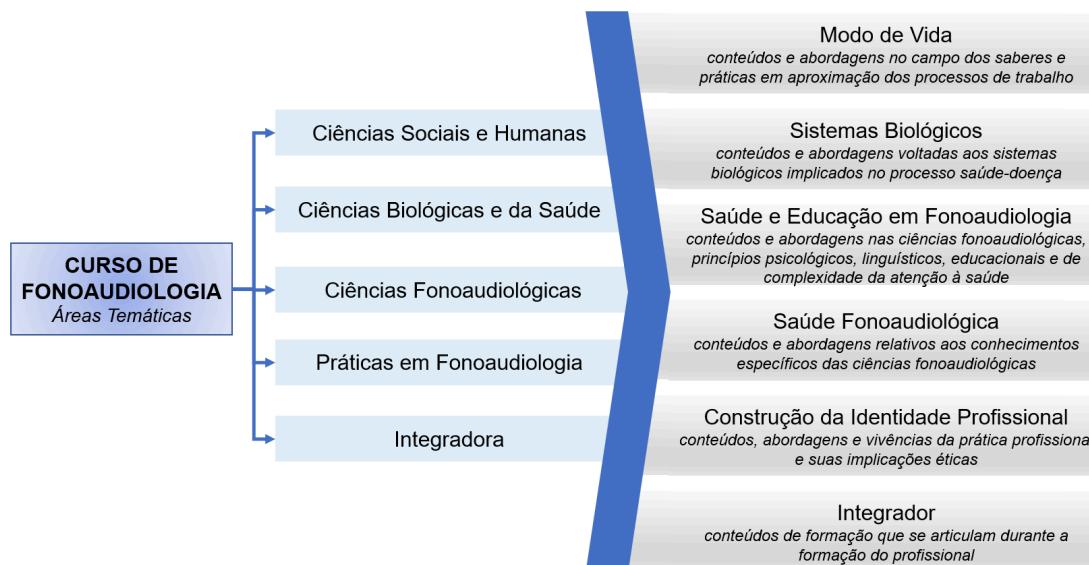 CURSO DE
FONOAUDIOLOGIA
Áreas Temáticas
Ciências Sociais e Humanas
Ciências Biológicas e da Saúde
Ciências Fonoaudiológicas
Práticas em Fonoaudiologia
Integradora
Modo de Vida
conteúdos e abordagens no campo dos saberes e
práticas em aproximação dos processos de trabalho
Sistemas Biológicos
conteúdos e abordagens voltadas aos sistemas
biológicos implicados no processo saúde-doença
Saúde e Educação em Fonoaudiologia
conteúdos e abordagens nas ciências fonoaudiológicas,
princípios psicológicos, linguísticos, educacionais e de
complexidade da atenção à saúde
Saúde Fonoaudiológica
conteúdos e abordagens relativos aos conhecimentos
específicos das ciências fonoaudiológicas
Construção da Identidade Profissional
conteúdos, abordagens e vivências da prática profissiona
e suas implicações éticas
Integrador
conteúdos de formação que se articulam durante a
formação do profissional